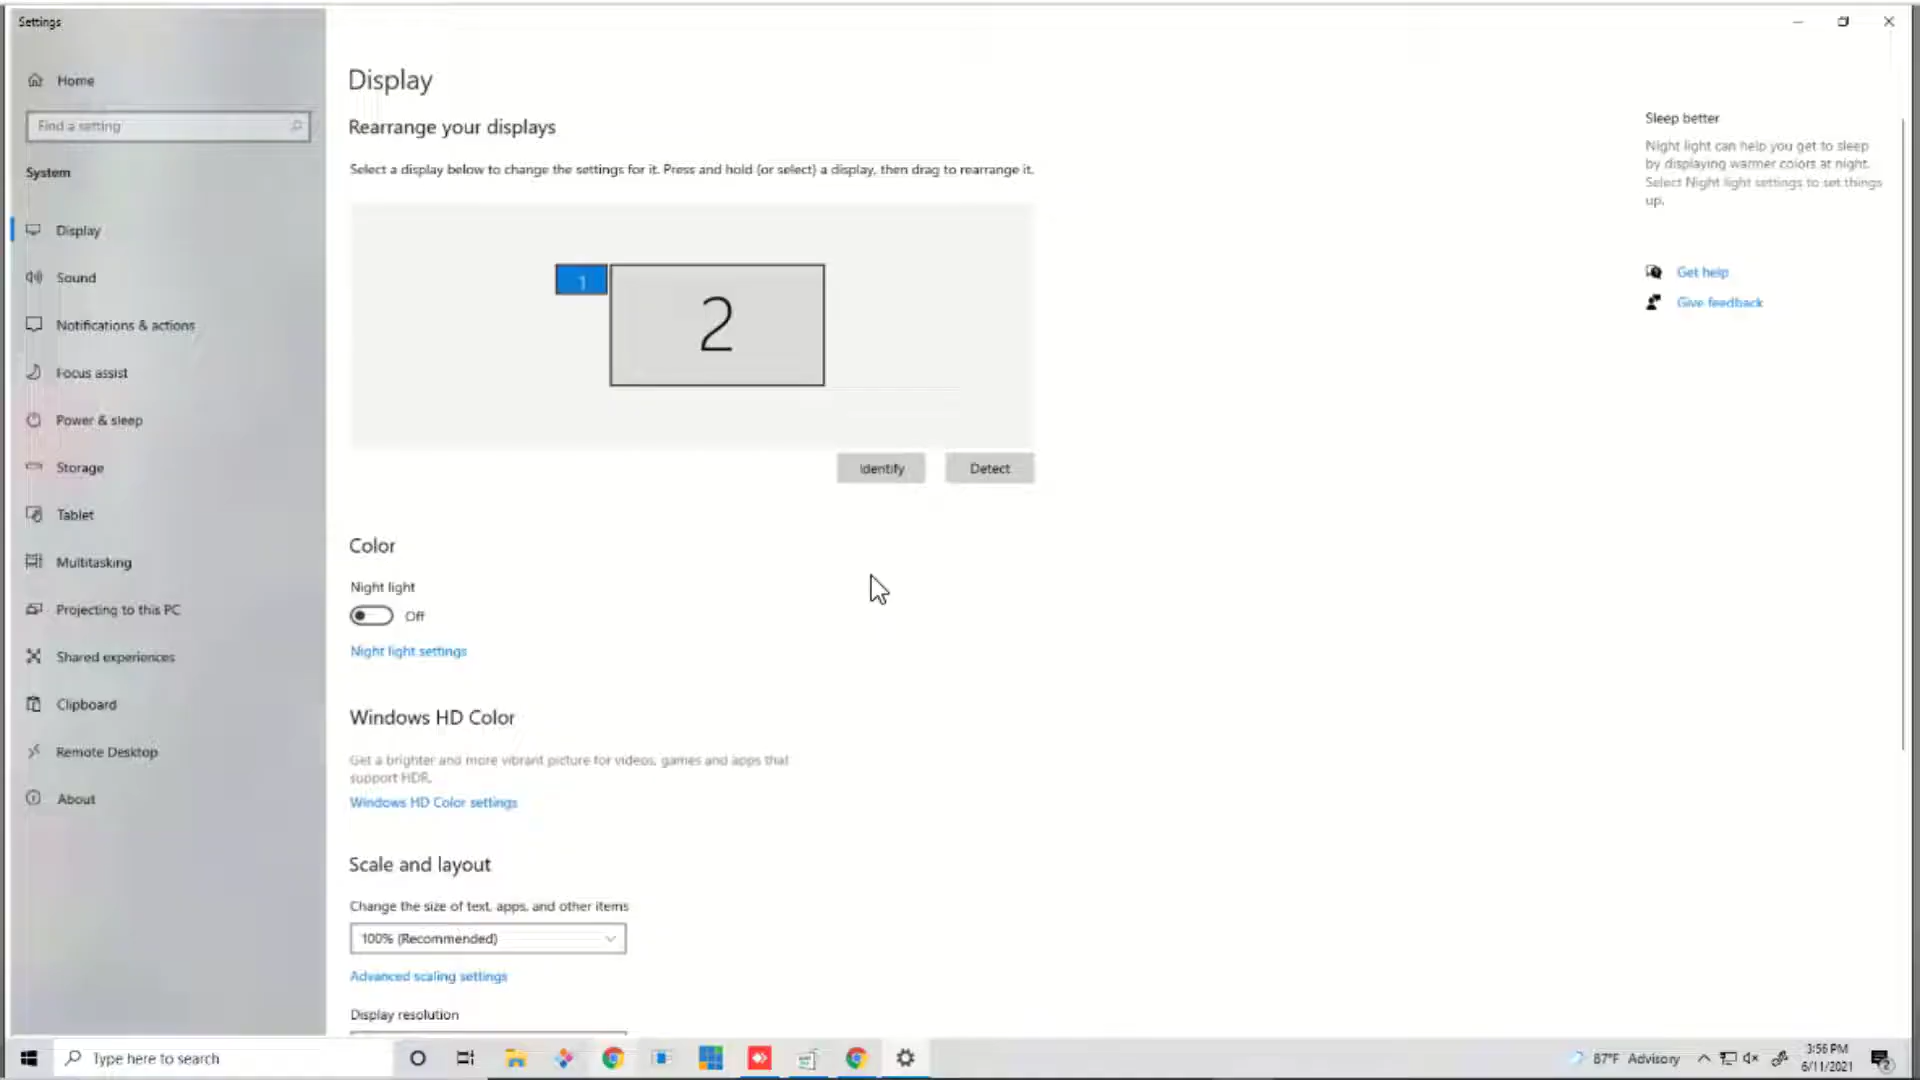 Settings
Home
Find a setting
System
Display
Sound
Notifications & actions
Focus assist
Power & sleep
Storage
Tablet
Multitasking
Projecting to this PC
Shared experiences
Clipboard
Remote Desktop
About
Display
Rearrange your displays
Select a display below to change the settings for it. Press and hold (or select) a display, then drag to rearrange it.
1
2
Identify
Detect
Color
Night light
Off
Night light settings
Windows HD Color
Get a brighter and more vibrant picture for videos, games and apps that
support HDR.
Windows HD Color settings
Scale and layout
Change the size of text, apps, and other items
100% (Recommended)
Advanced scaling settings
Display resolution
Sleep better
Night light can help you get to sleep
by displaying warmer colors at night.
Select Night light settings to set things
up.
Get help
Give feedback
Type here to search
87°F Advisory
3:56 PM
6/11/2021
2